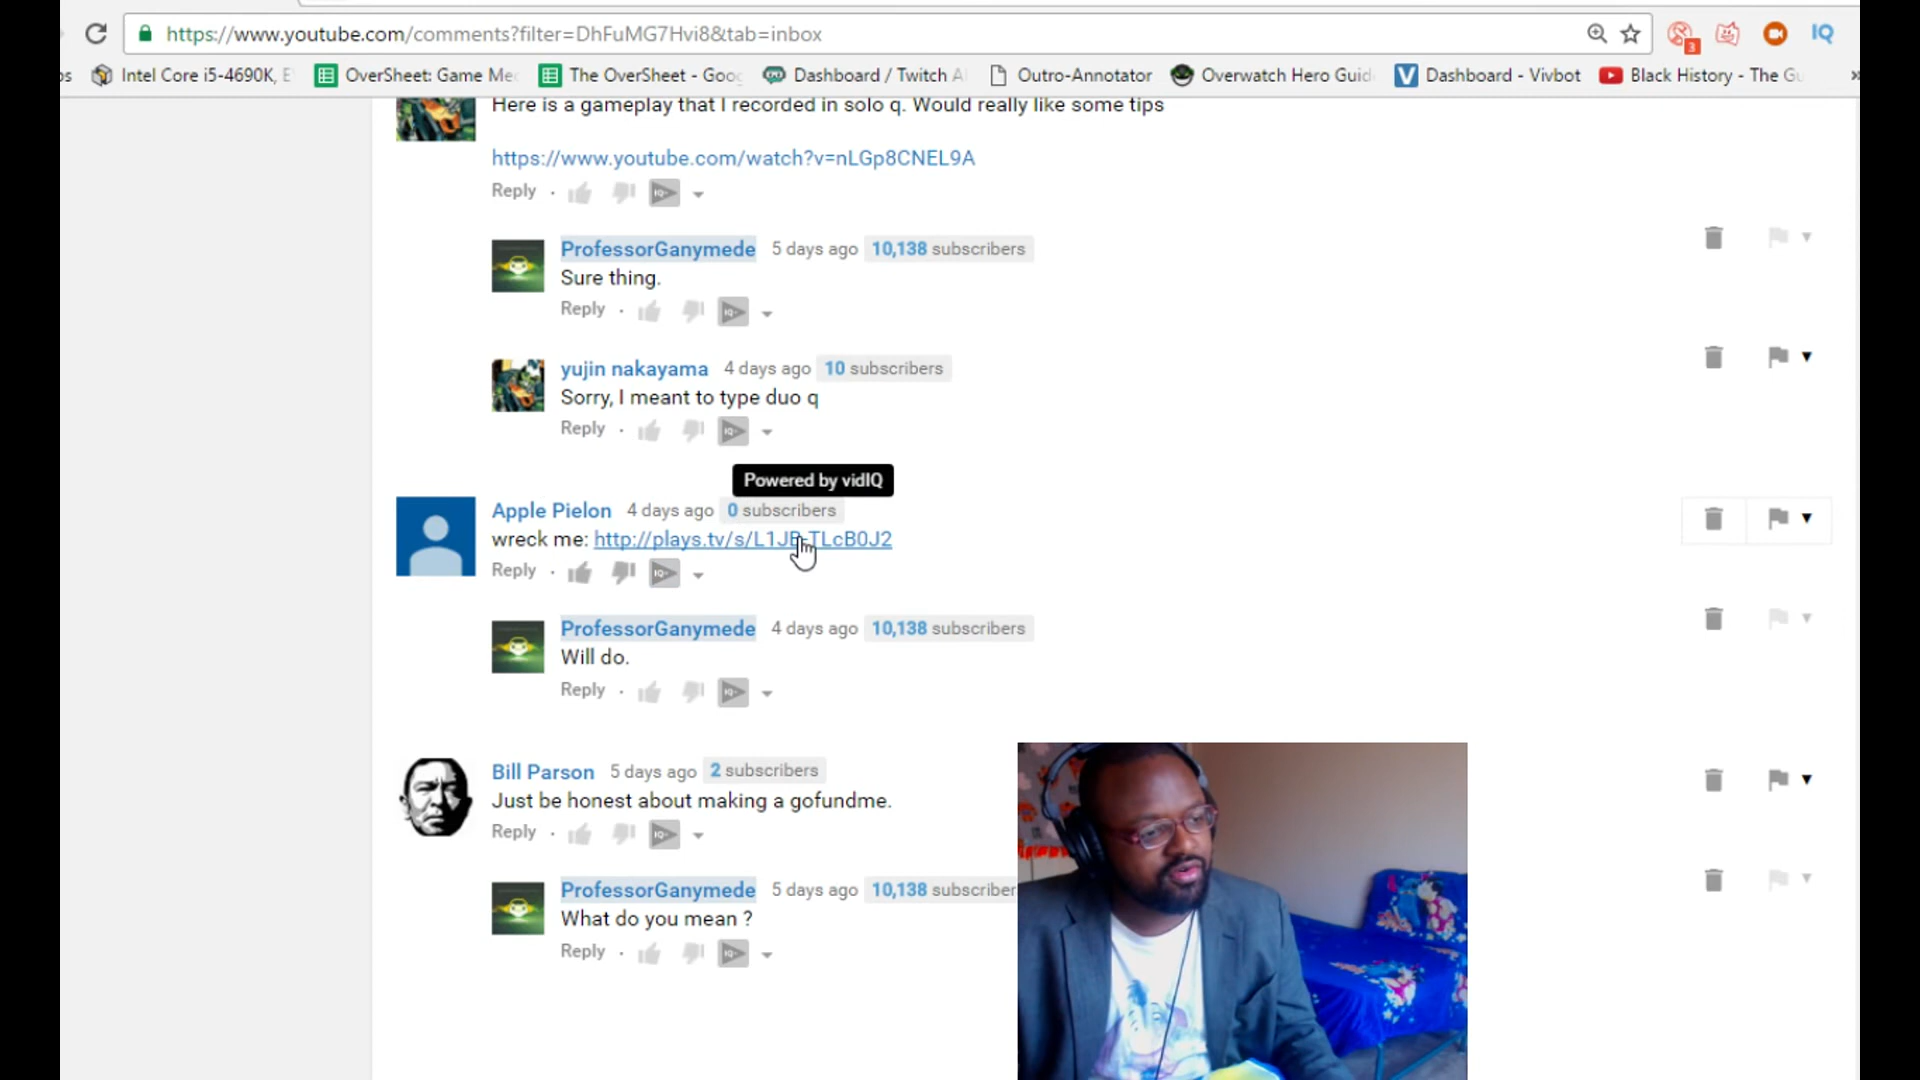 https://www.youtube.com/comments?filter=DhFuMG7Hvi8&tab=inbox
3
IQ
Intel Core i5-4690K, E
OverSheet: Game Me
The OverSheet - Goo
Dashboard / Twitch A
Outro-Annotator
Overwatch Hero Guid
Dashboard - Vivbot
Black History - The Gu
»
Here is a gameplay that I recorded in solo q. Would really like some tips
https://www.youtube.com/watch?v=nLGp8CNEL9A
Reply
ProfessorGanymede 5 days ago 10,138 subscribers
Sure thing.
Reply
yujin nakayama 4 days ago 10 subscribers
Sorry, I meant to type duo q
Reply
Powered by vidIQ
Apple Pielon 4 days ago 0 subscribers
wreck me:
Reply
ProfessorGanymede 4 days ago 10,138 subscribers
Will do.
Reply
Bill Parson 5 days ago 2 subscribers
Just be honest about making a gofundme.
Reply
ProfessorGanymede 5 days ago 10,138 subscriber
What do you mean ?
Reply